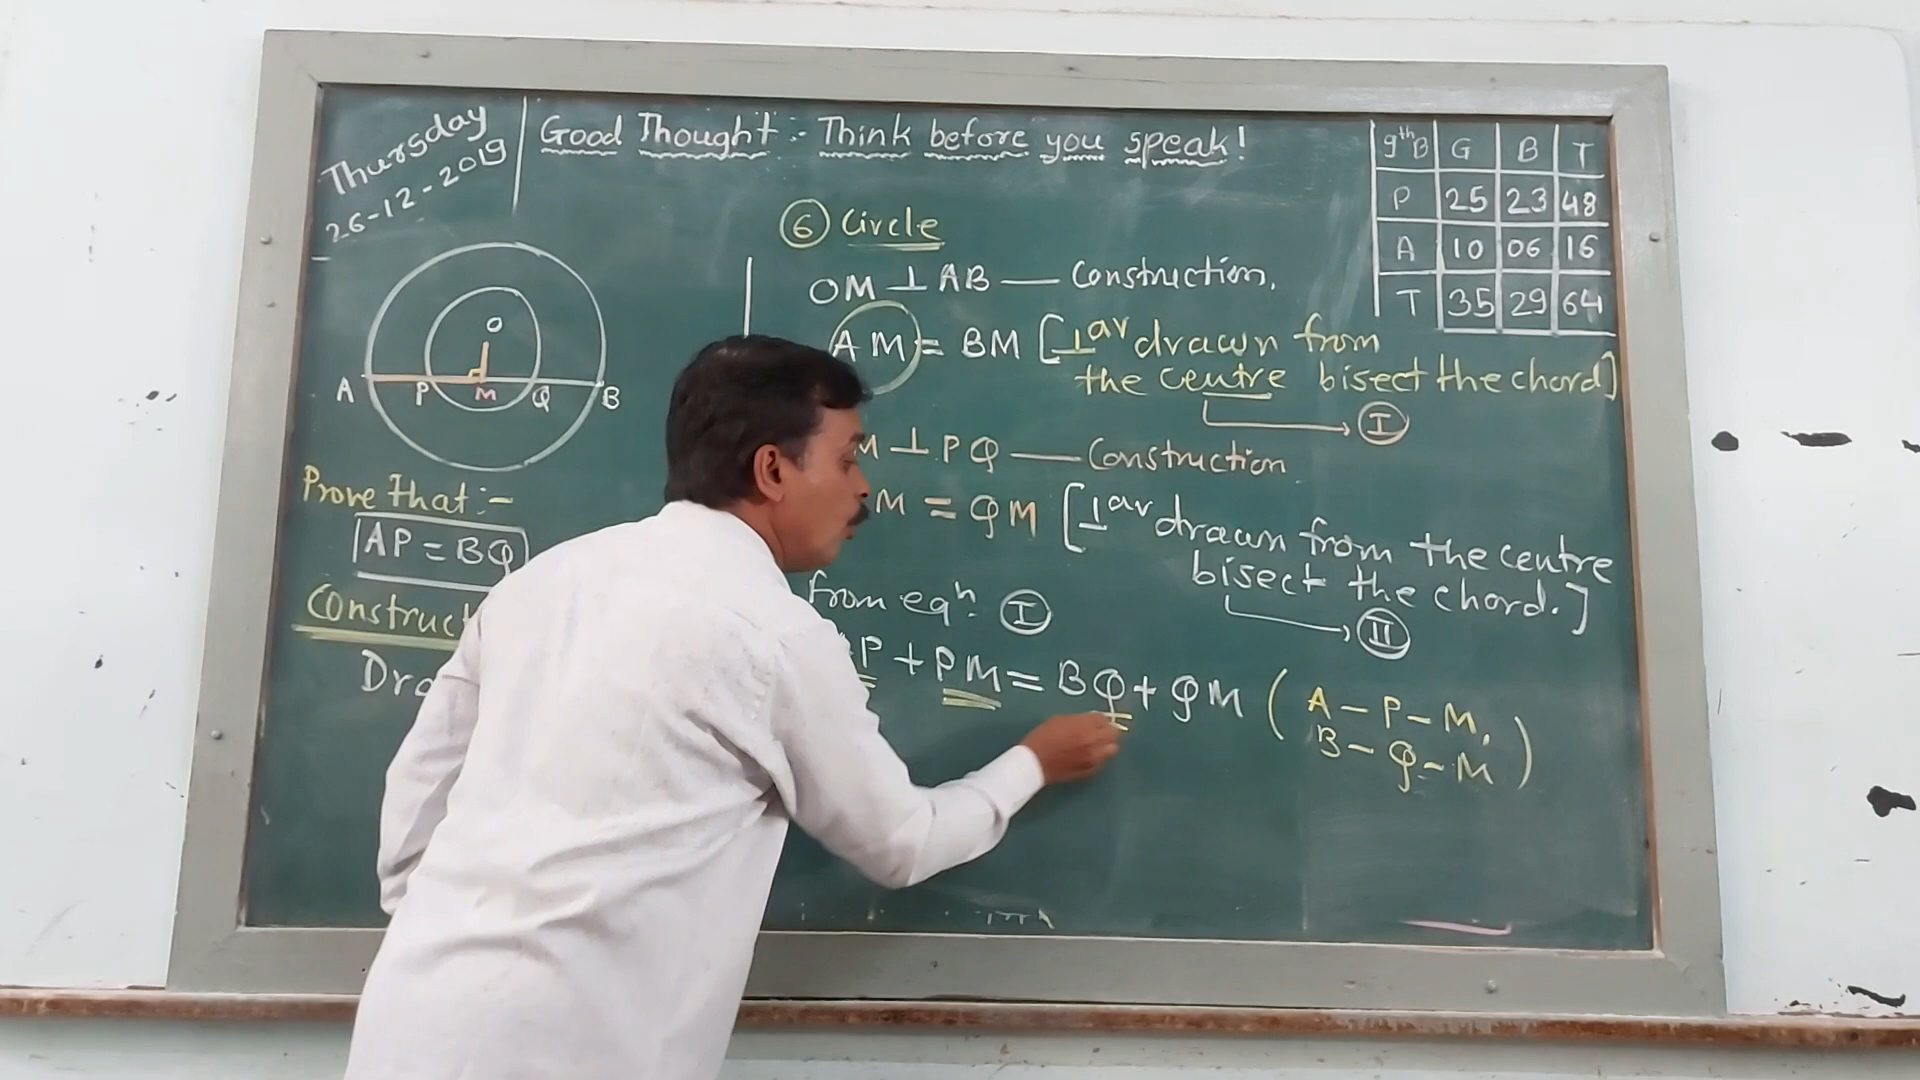 Thursday
26-12-2019
Good Thought :- Think before you speak!
9th B G B T
P 25 23 48
A 10 06 16
T 35 29 64
O
A P M Q B
Prove that :-
AP = BQ
Construct
⑥ Circle
OM ⊥ AB — Construction.
AM = BM [⊥ar drawn from
the centre bisect the chord]
Ⓘ
M ⊥ PQ — Construction
M = QM [⊥ar drawn from the centre
bisect the chord.]
Ⅱ
from eqn. Ⓘ
AP + PM = BQ + QM ( A - P - M,
B - Q - M )